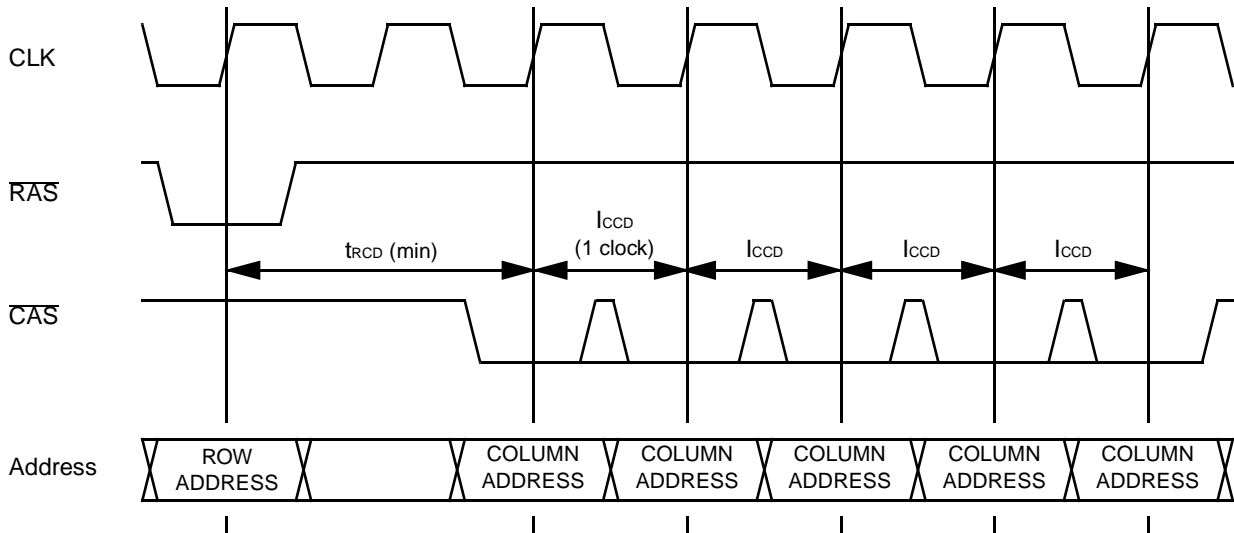 CLK
RAS
tRCD (min)
ICCD
(1 clock)
ICCD
ICCD
ICCD
CAS
Address
ROW
ADDRESS
COLUMN
ADDRESS
COLUMN
ADDRESS
COLUMN
ADDRESS
COLUMN
ADDRESS
COLUMN
ADDRESS